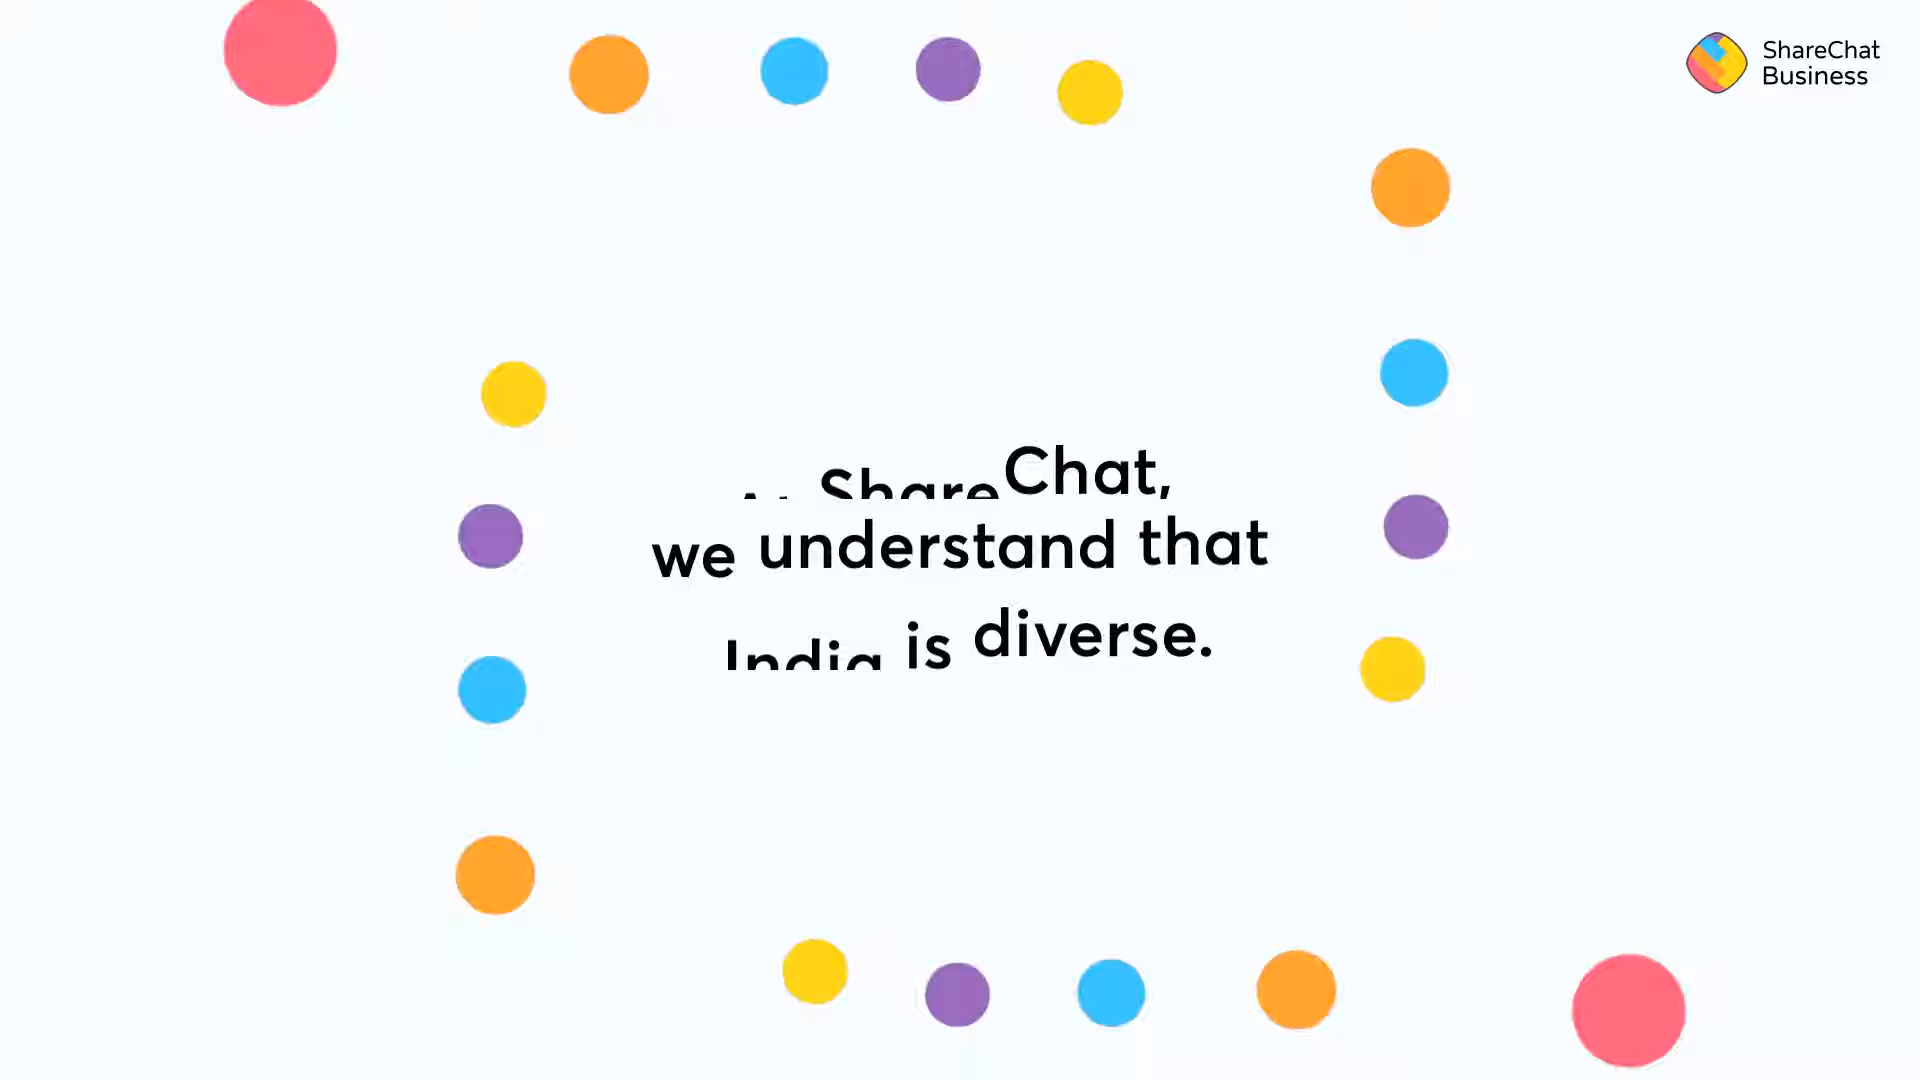 ShareChat
Business
ShareChat,
we understand that
India is diverse.